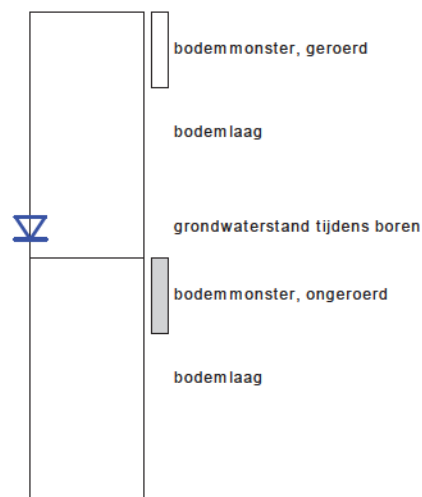 bodemmonster, geroerd
bodemlaag
grondwaterstand tijdens boren
bodemmonster, ongeroerd
bodemlaag